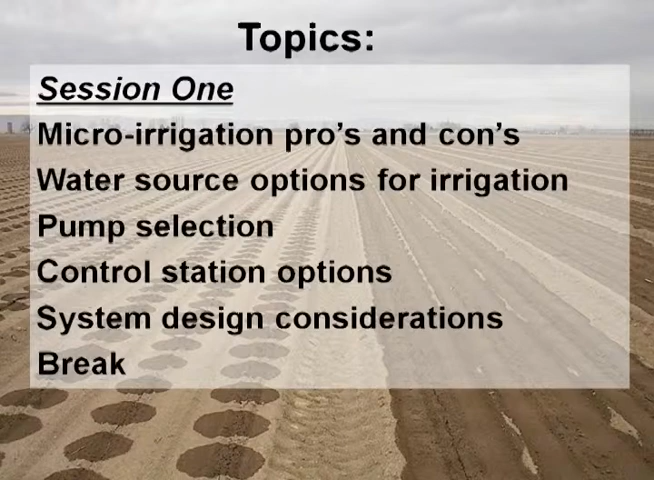 Topics:
Session One
Micro-irrigation pro’s and con’s
Water source options for irrigation
Pump selection
Control station options
System design considerations
Break